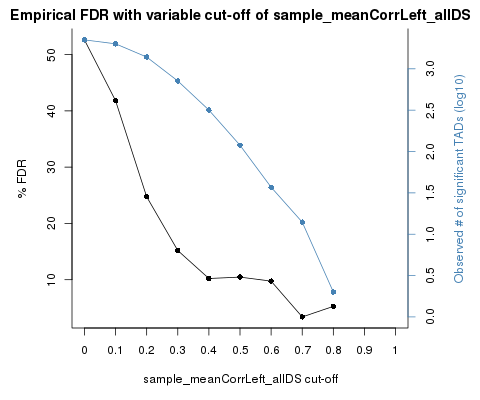 Empirical FDR with variable cut-off of sample_meanCorrLeft_allDS
% FDR
50
40
30
20
10
3.0
2.5
2.0
1.5
1.0
0.5
0.0
Observed # of significant TADs (log10)
0 0.1 0.2 0.3 0.4 0.5 0.6 0.7 0.8 0.9 1
sample_meanCorrLeft_allDS cut-off